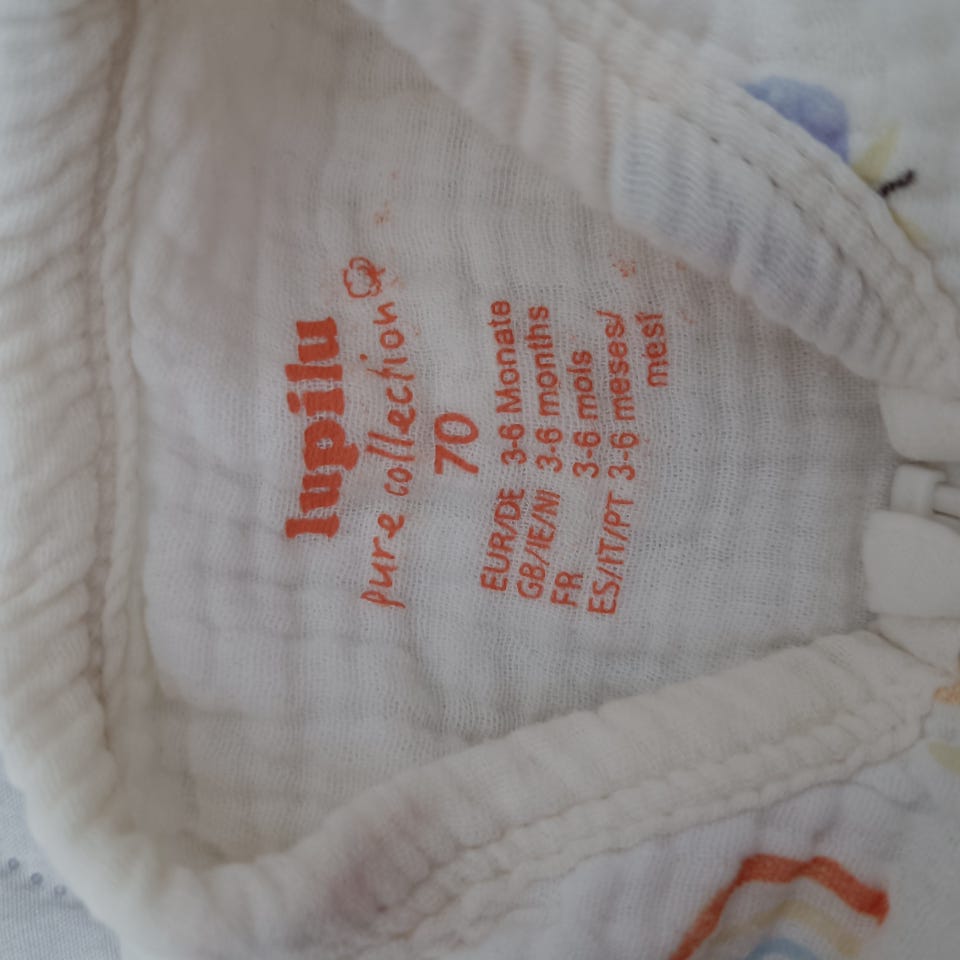 lupilu
pure collection
70
EUR/DE 3-6 Monate
GB/IE/NI 3-6 months
FR 3-6 mois
ES/IT/PT 3-6 meses/
mesi